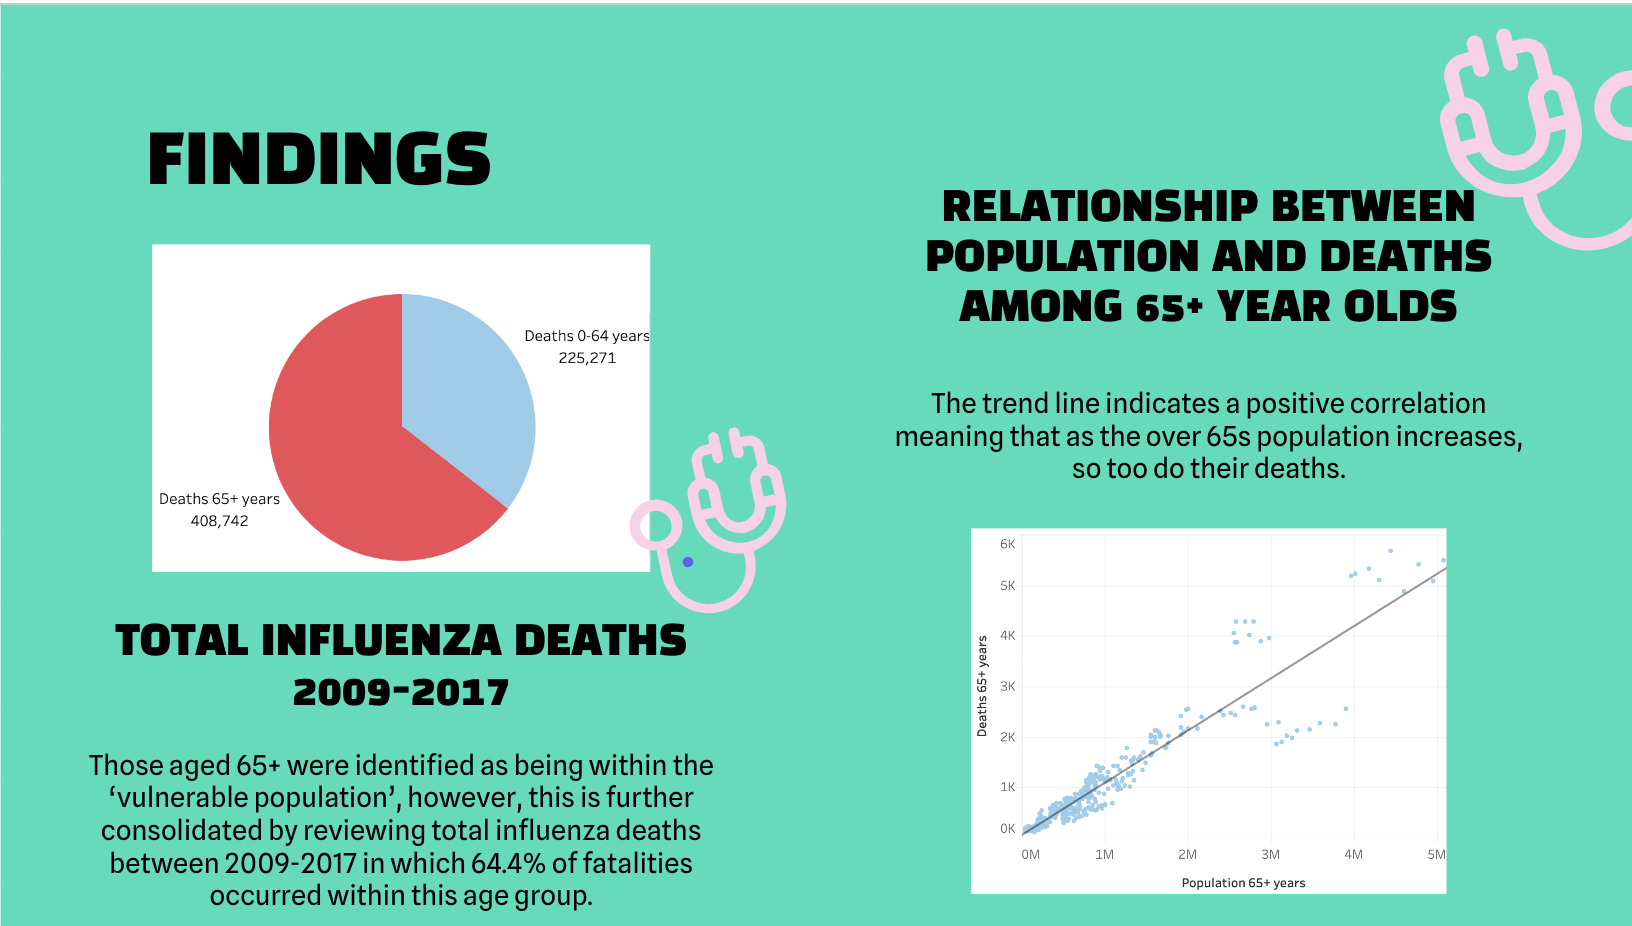 FINDINGS
Deaths 0-64 years
225,271
Deaths 65+ years
408,742
TOTAL INFLUENZA DEATHS
2009-2017
Those aged 65+ were identified as being within the
‘vulnerable population’, however, this is further
consolidated by reviewing total influenza deaths
between 2009-2017 in which 64.4% of fatalities
occurred within this age group.
RELATIONSHIP BETWEEN
POPULATION AND DEATHS
AMONG 65+ YEAR OLDS
The trend line indicates a positive correlation
meaning that as the over 65s population increases,
so too do their deaths.
6K
5K
4K
3K
2K
1K
0K
Deaths 65+ years
0M 1M 2M 3M 4M 5M
Population 65+ years